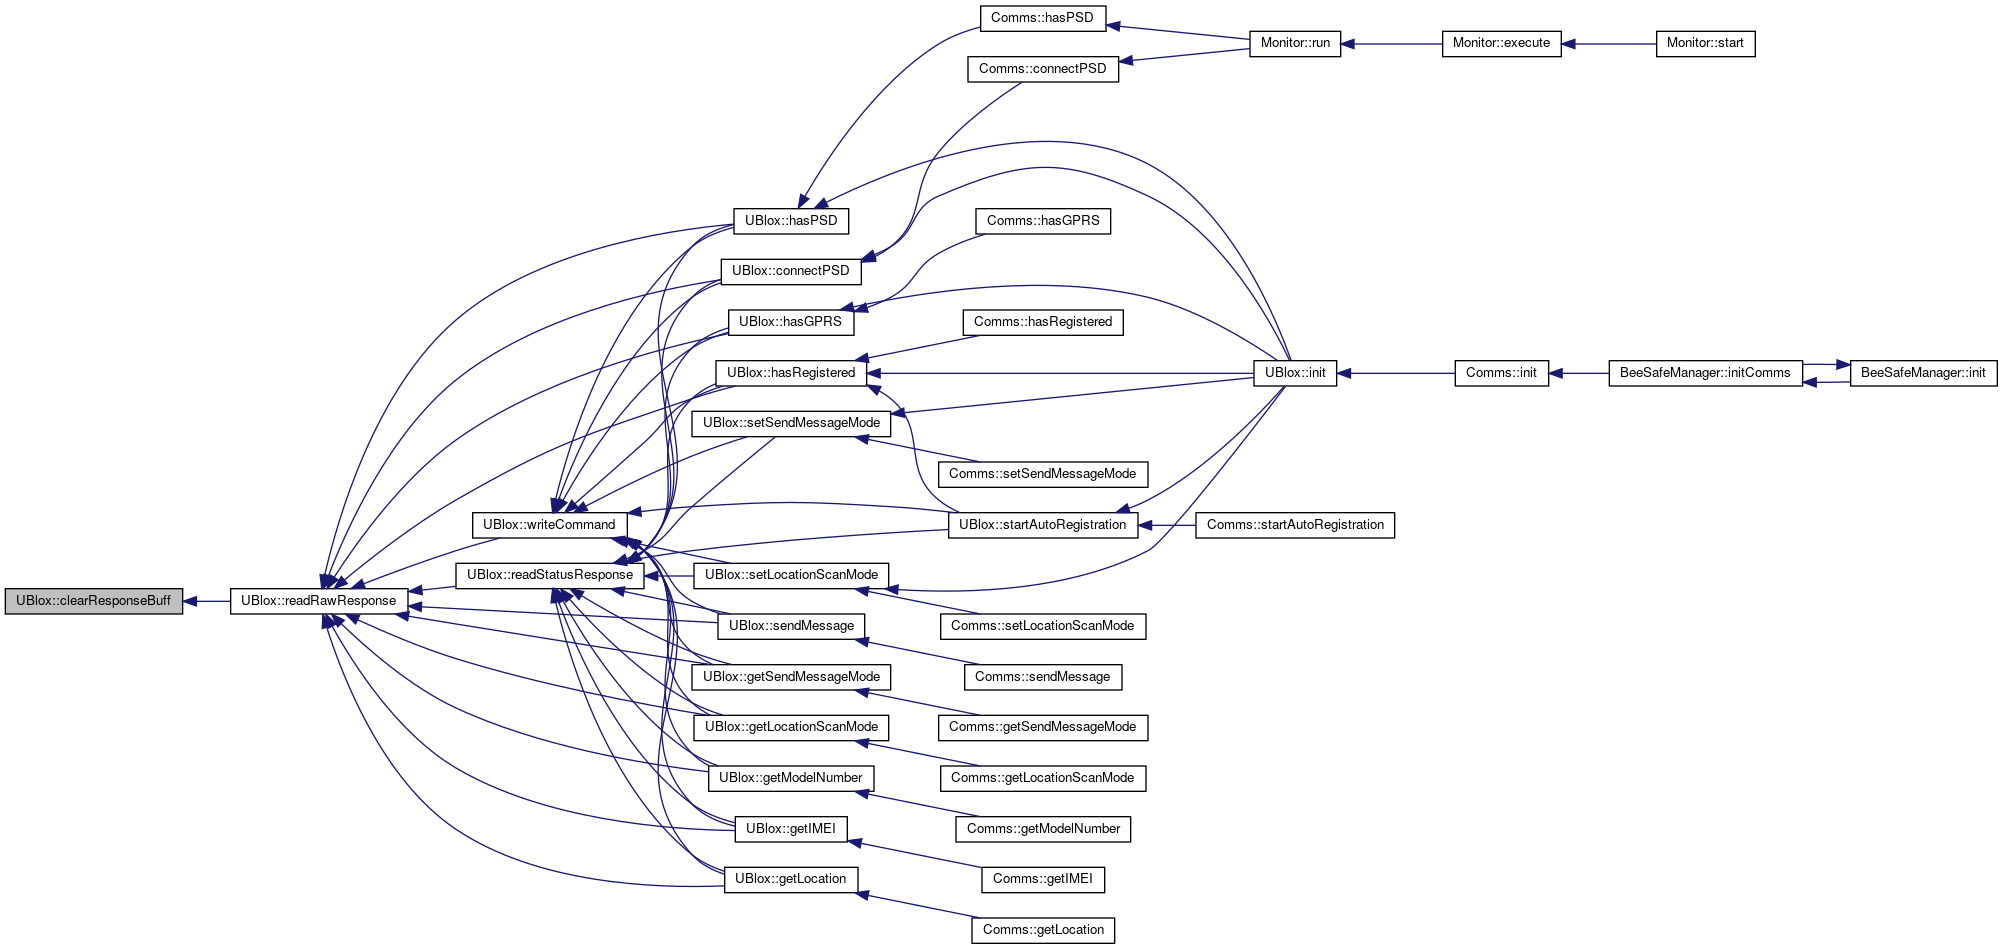 Comms::hasPSD
Monitor::run
Monitor::execute
Monitor::start
Comms::connectPSD
UBlox::hasPSD
Comms::hasGPRS
UBlox::connectPSD
UBlox::hasGPRS
Comms::hasRegistered
UBlox::hasRegistered
UBlox::init
Comms::init
BeeSafeManager::initComms
BeeSafeManager::init
UBlox::setSendMessageMode
Comms::setSendMessageMode
UBlox::writeCommand
UBlox::startAutoRegistration
Comms::startAutoRegistration
UBlox::readStatusResponse
UBlox::setLocationScanMode
UBlox::clearResponseBuff
UBlox::readRawResponse
UBlox::sendMessage
Comms::setLocationScanMode
UBlox::getSendMessageMode
Comms::sendMessage
UBlox::getLocationScanMode
Comms::getSendMessageMode
UBlox::getModelNumber
Comms::getLocationScanMode
UBlox::getIMEI
Comms::getModelNumber
UBlox::getLocation
Comms::getIMEI
Comms::getLocation